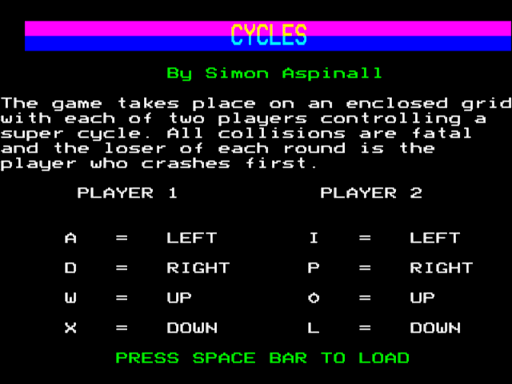 CYCLES
By Simon Aspinall
The game takes place on an enclosed grid
with each of two players controlling a
super cycle. All collisions are fatal
and the loser of each round is the
player who crashes first.
PLAYER 1 PLAYER 2
A = LEFT I = LEFT
D = RIGHT P = RIGHT
W = UP O = UP
X = DOWN L = DOWN
PRESS SPACE BAR TO LOAD